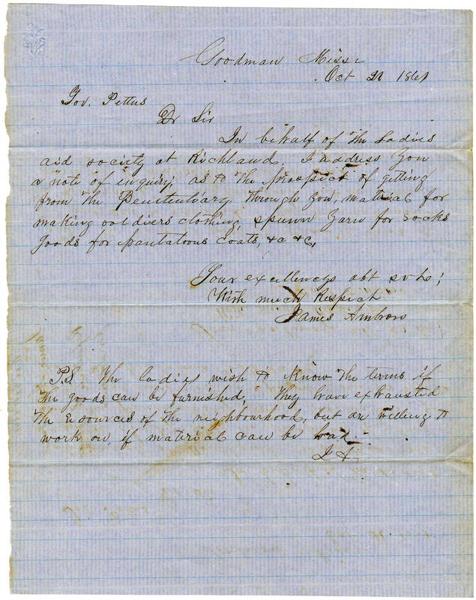 Goodman Miss
Oct 21 1861
Gov. Pettus
Dr Sir
In behalf of the Ladies
aid society at Richland. I address you
a note of inquiry as to the prospect of getting
from the Penitentiary through you, material for
making soldiers clothing, spun yarn for socks
goods for pantaloons coats, &c &c,
Your excellencys obt svts;
With much Respect
James Ambrose
P.S. The ladies wish to know the terms if
the goods can be furnished, they have exhausted
the resources of the neighbourhood, but are willing to
work on if material can be had
J A